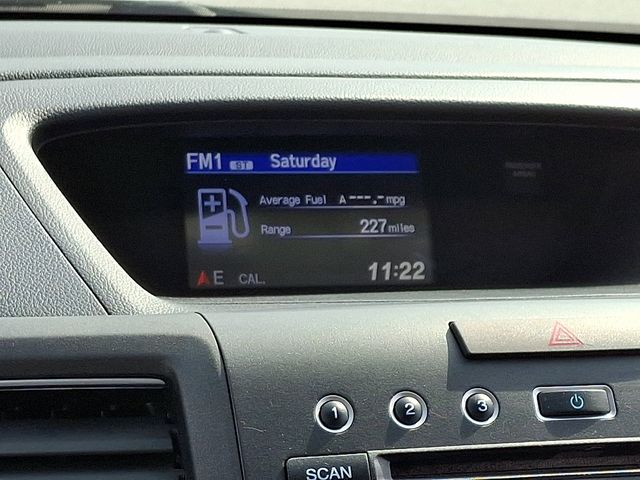 FM1 ST Saturday
Average Fuel A ---.- mpg
Range 227 miles
E CAL. 11:22
1 2 3
SCAN